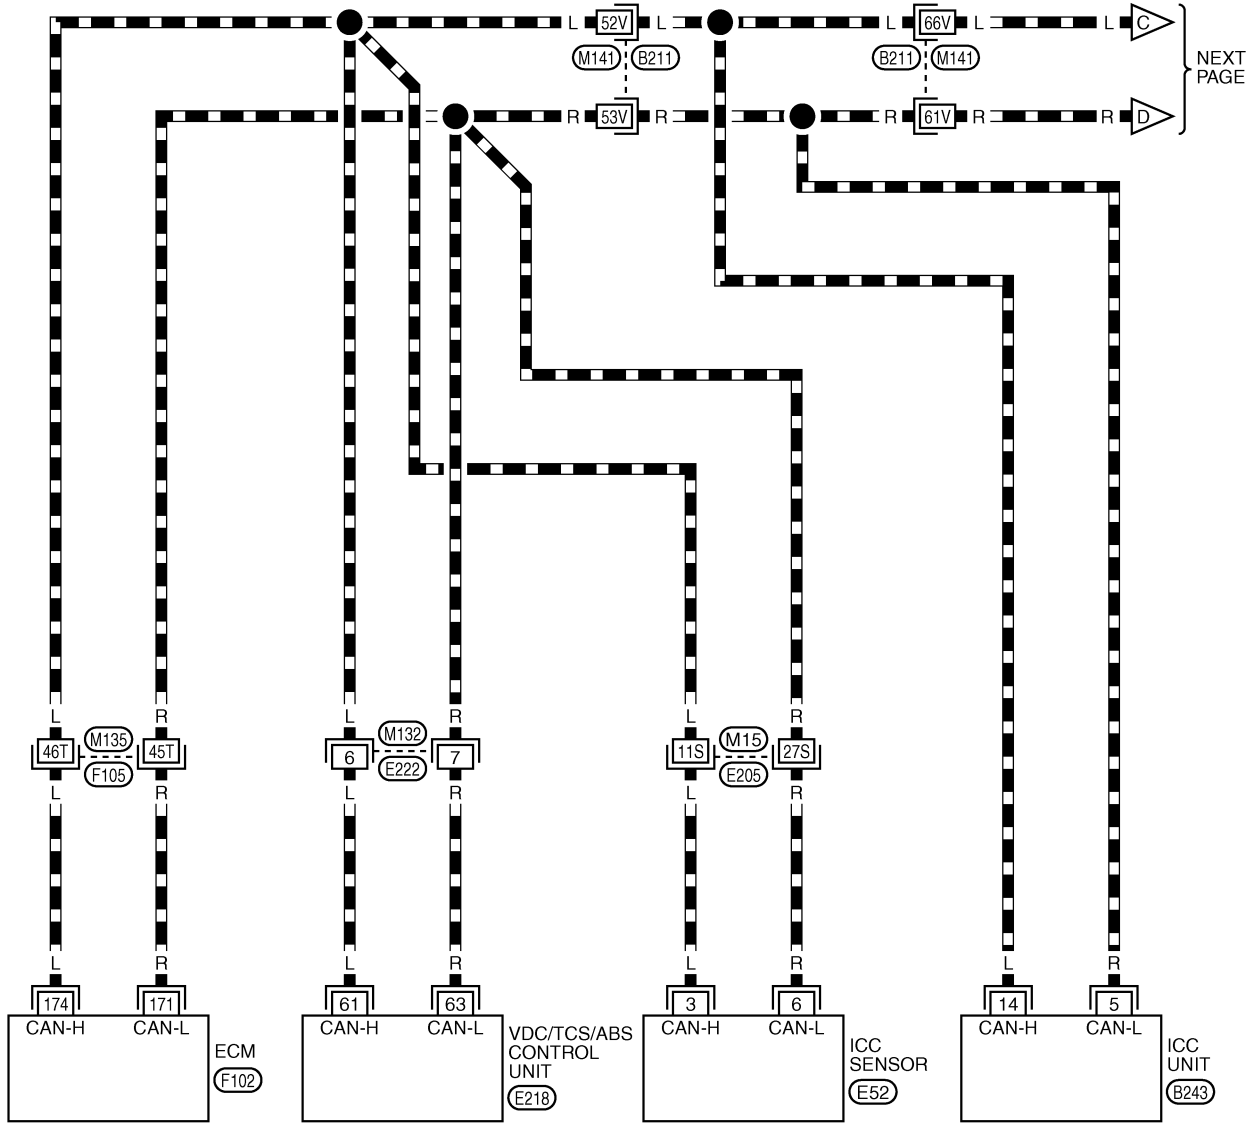 L 52V L L 66V L L C
M141 B211 B211 M141
NEXT
PAGE
R 53V R R 61V R R D
L R L R L R
46T M135 45T M132 11S M15 27S
6 7
F105 E222 E205
L R L R L R
L R L R L R L R
174 171 61 63 3 6 14 5
CAN-H CAN-L CAN-H CAN-L CAN-H CAN-L CAN-H CAN-L
ECM
F102
VDC/TCS/ABS
CONTROL
UNIT
E218
ICC
SENSOR
E52
ICC
UNIT
B243